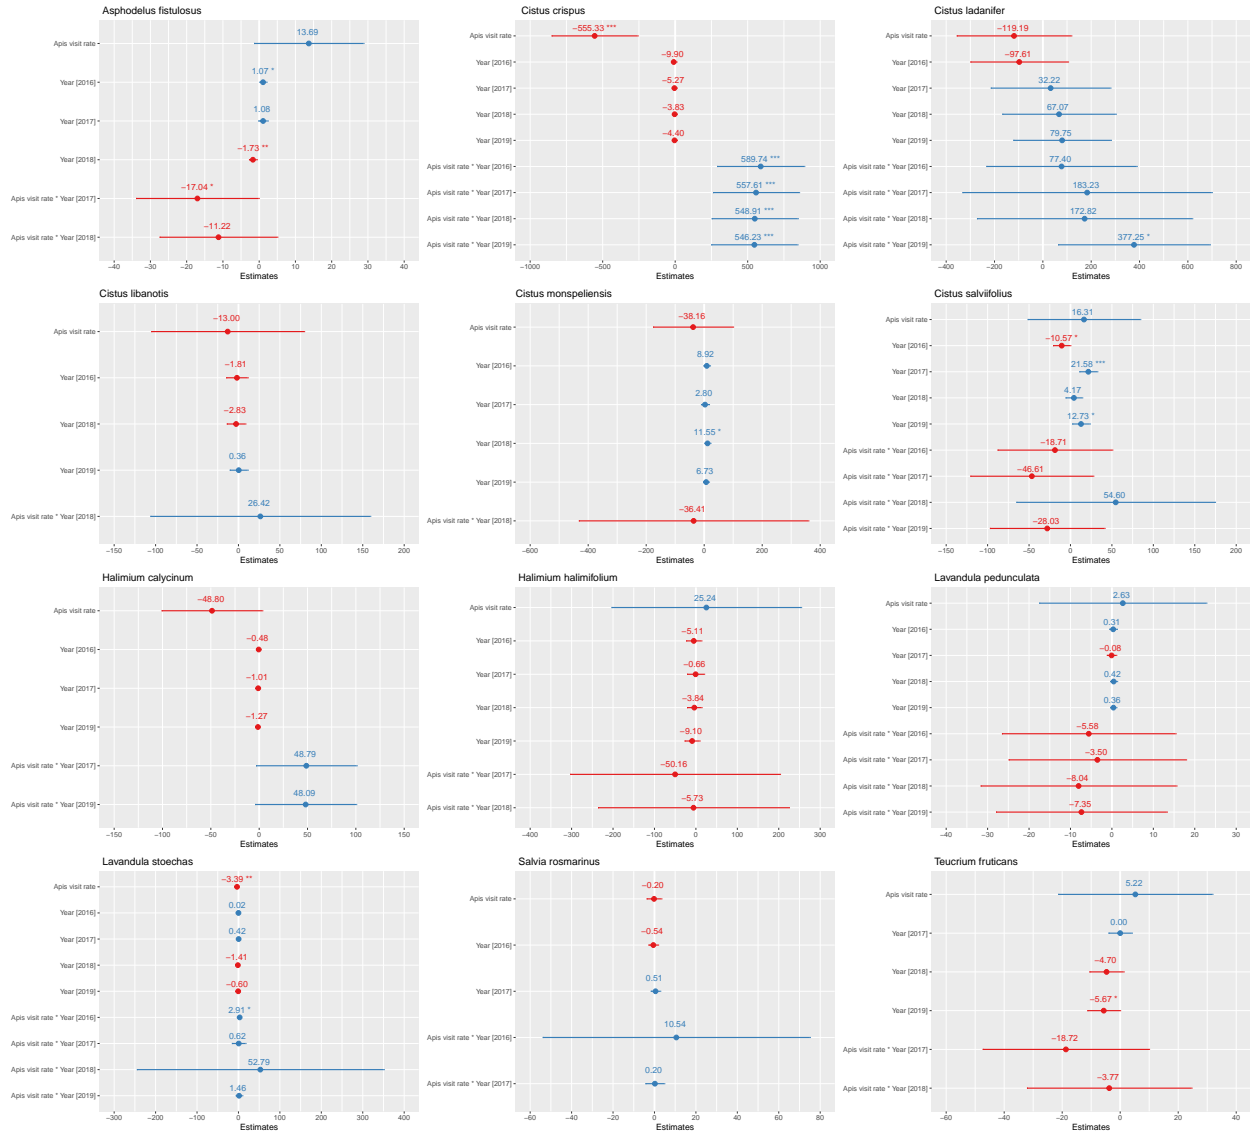 Asphodelus fistulosus
Apis visit rate
13.69
Year [2016]
1.07 *
Year [2017]
1.08
Year [2018]
−1.73 **
Apis visit rate * Year [2017]
−17.04 *
Apis visit rate * Year [2018]
−11.22
−40 −30 −20 −10 0 10 20 30 40
Estimates
Cistus crispus
Apis visit rate
−555.33 ***
Year [2016]
−9.90
Year [2017]
−5.27
Year [2018]
−3.83
Year [2019]
−4.40
Apis visit rate * Year [2016]
589.74 ***
Apis visit rate * Year [2017]
557.61 ***
Apis visit rate * Year [2018]
548.91 ***
Apis visit rate * Year [2019]
546.23 ***
−1000 −500 0 500 1000
Estimates
Cistus ladanifer
Apis visit rate
−119.19
Year [2016]
−97.61
Year [2017]
32.22
Year [2018]
67.07
Year [2019]
79.75
Apis visit rate * Year [2016]
77.40
Apis visit rate * Year [2017]
183.23
Apis visit rate * Year [2018]
172.82
Apis visit rate * Year [2019]
377.25 *
−400 −200 0 200 400 600 800
Estimates
Cistus libanotis
Apis visit rate
−13.00
Year [2016]
−1.81
Year [2018]
−2.83
Year [2019]
0.36
Apis visit rate * Year [2018]
26.42
−150 −100 −50 0 50 100 150 200
Estimates
Cistus monspeliensis
Apis visit rate
−38.16
Year [2016]
8.92
Year [2017]
2.80
Year [2018]
11.55 *
Year [2019]
6.73
Apis visit rate * Year [2018]
−36.41
−600 −400 −200 0 200 400
Estimates
Cistus salviifolius
Apis visit rate
16.31
Year [2016]
−10.57 *
Year [2017]
21.58 ***
Year [2018]
4.17
Year [2019]
12.73 *
Apis visit rate * Year [2016]
−18.71
Apis visit rate * Year [2017]
−46.61
Apis visit rate * Year [2018]
54.60
Apis visit rate * Year [2019]
−28.03
−150 −100 −50 0 50 100 150 200
Estimates
Halimium calycinum
Apis visit rate
−48.80
Year [2016]
−0.48
Year [2017]
−1.01
Year [2019]
−1.27
Apis visit rate * Year [2017]
48.79
Apis visit rate * Year [2019]
48.09
−150 −100 −50 0 50 100 150
Estimates
Halimium halimifolium
Apis visit rate
25.24
Year [2016]
−5.11
Year [2017]
−0.66
Year [2018]
−3.84
Year [2019]
−9.10
Apis visit rate * Year [2017]
−50.16
Apis visit rate * Year [2018]
−5.73
−400 −300 −200 −100 0 100 200 300
Estimates
Lavandula pedunculata
Apis visit rate
2.63
Year [2016]
0.31
Year [2017]
−0.08
Year [2018]
0.42
Year [2019]
0.36
Apis visit rate * Year [2016]
−5.58
Apis visit rate * Year [2017]
−3.50
Apis visit rate * Year [2018]
−8.04
Apis visit rate * Year [2019]
−7.35
−40 −30 −20 −10 0 10 20 30
Estimates
Lavandula stoechas
Apis visit rate
−3.39 **
Year [2016]
0.02
Year [2017]
0.42
Year [2018]
−1.41
Year [2019]
−0.60
Apis visit rate * Year [2016]
2.91 *
Apis visit rate * Year [2017]
0.62
Apis visit rate * Year [2018]
52.79
Apis visit rate * Year [2019]
1.46
−300 −200 −100 0 100 200 300 400
Estimates
Salvia rosmarinus
Apis visit rate
−0.20
Year [2016]
−0.54
Year [2017]
0.51
Apis visit rate * Year [2016]
10.54
Apis visit rate * Year [2017]
0.20
−60 −40 −20 0 20 40 60 80
Estimates
Teucrium fruticans
Apis visit rate
5.22
Year [2017]
0.00
Year [2018]
−4.70
Year [2019]
−5.67 *
Apis visit rate * Year [2017]
−18.72
Apis visit rate * Year [2018]
−3.77
−60 −40 −20 0 20 40
Estimates